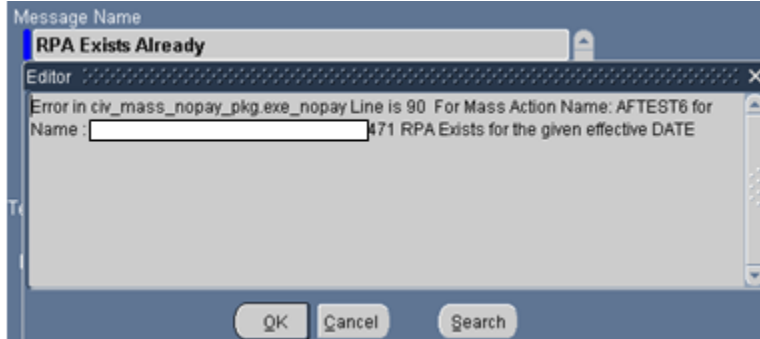 Message Name
RPA Exists Already
Editor
Error in civ_mass_nopay_pkg.exe_nopay Line is 90 For Mass Action Name: AFTEST6 for
Name : 471 RPA Exists for the given effective DATE
OK Cancel Search